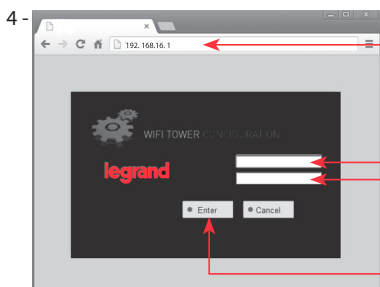 4 -
192. 168.16. 1
WIFI TOWER CONFIGURATION
legrand
Enter
Cancel